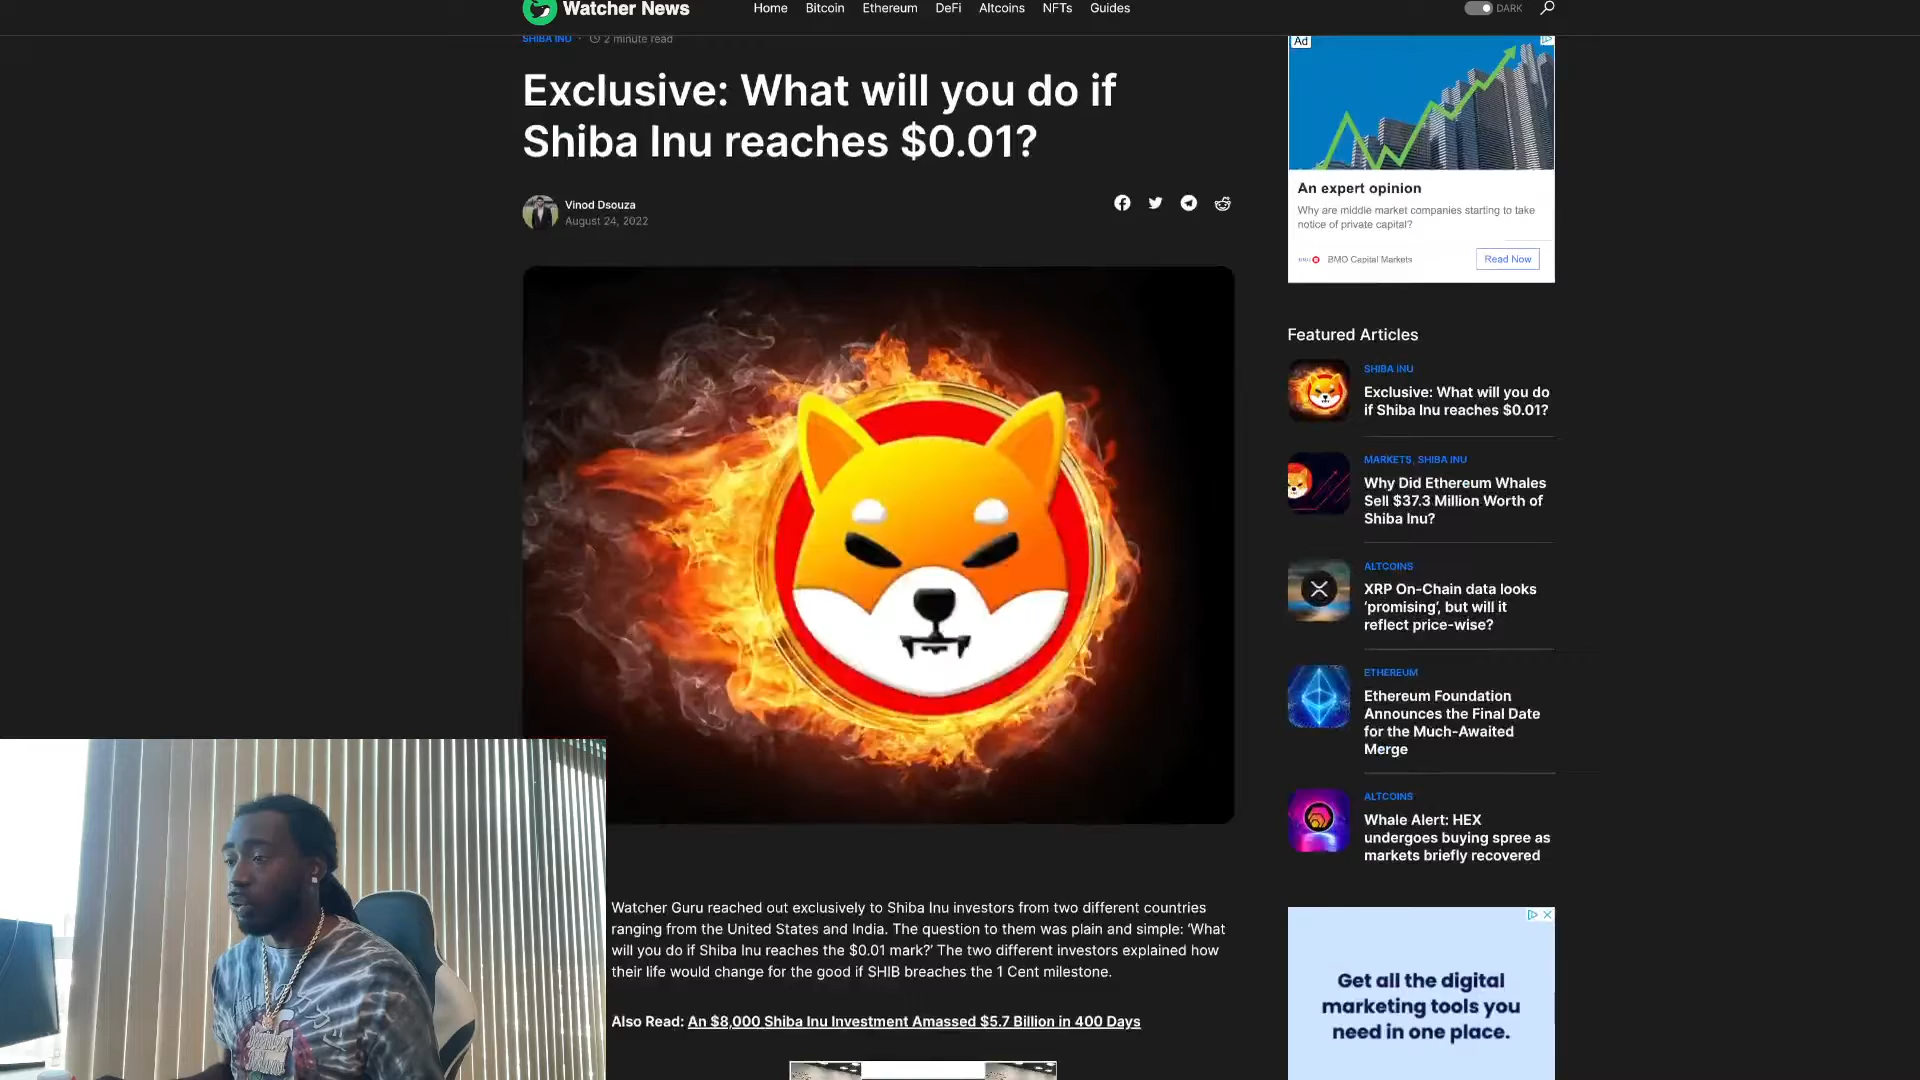 Watcher News
Home
Bitcoin
Ethereum
DeFi
Altcoins
NFTs
Guides
DARK
SHIBA INU · 2 minute read
Exclusive: What will you do if
Shiba Inu reaches $0.01?
Vinod Dsouza
August 24, 2022
Watcher Guru reached out exclusively to Shiba Inu investors from two different countries
ranging from the United States and India. The question to them was plain and simple: ‘What
will you do if Shiba Inu reaches the $0.01 mark?’ The two different investors explained how
their life would change for the good if SHIB breaches the 1 Cent milestone.
Also Read: An $8,000 Shiba Inu Investment Amassed $5.7 Billion in 400 Days
Ad
An expert opinion
Why are middle market companies starting to take
notice of private capital?
BMO Capital Markets
Read Now
Featured Articles
SHIBA INU
Exclusive: What will you do
if Shiba Inu reaches $0.01?
MARKETS, SHIBA INU
Why Did Ethereum Whales
Sell $37.3 Million Worth of
Shiba Inu?
ALTCOINS
XRP On-Chain data looks
‘promising’, but will it
reflect price-wise?
ETHEREUM
Ethereum Foundation
Announces the Final Date
for the Much-Awaited
Merge
ALTCOINS
Whale Alert: HEX
undergoes buying spree as
markets briefly recovered
Get all the digital
marketing tools you
need in one place.